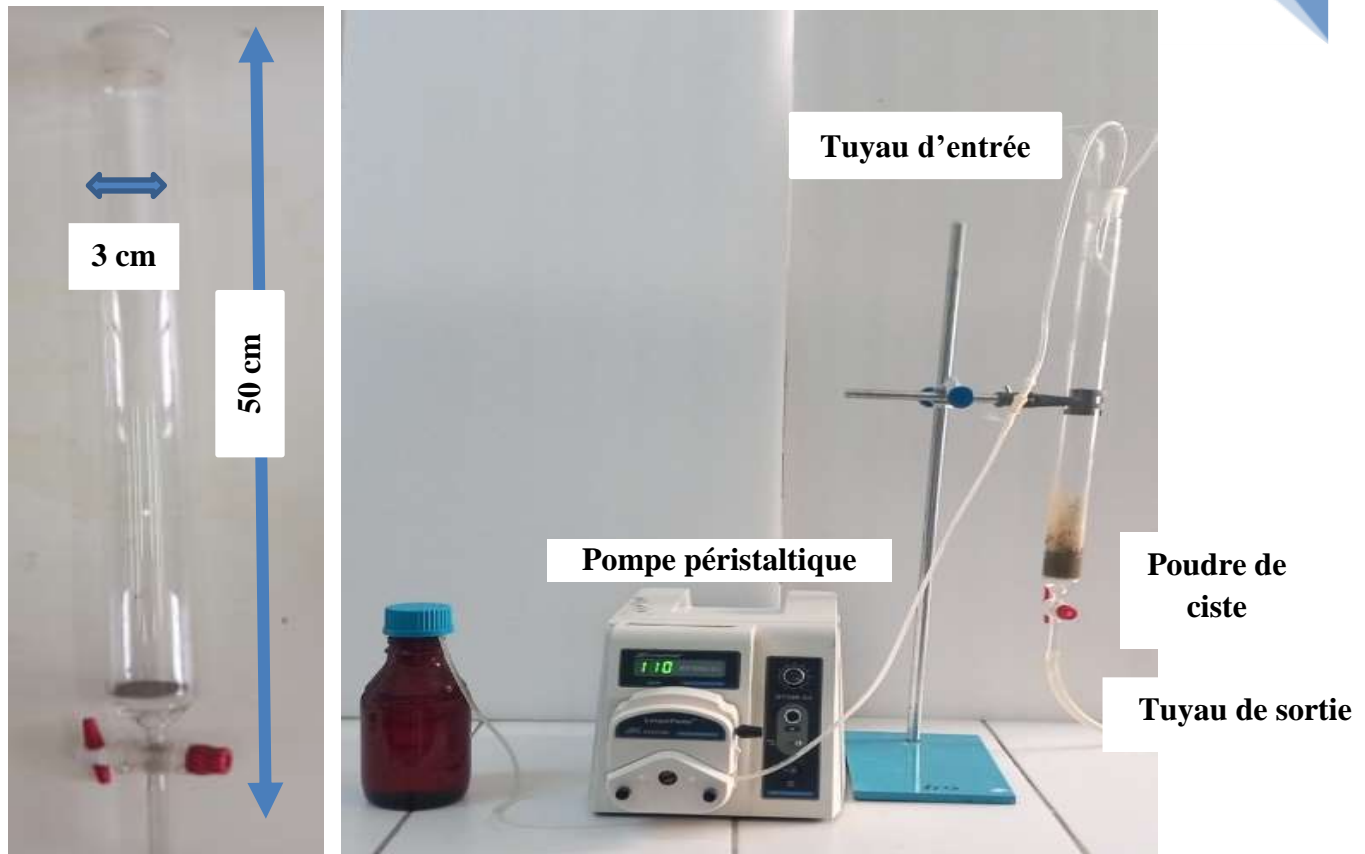 3 cm
50 cm
Tuyau d’entrée
Pompe péristaltique
110
Poudre de
ciste
Tuyau de sortie